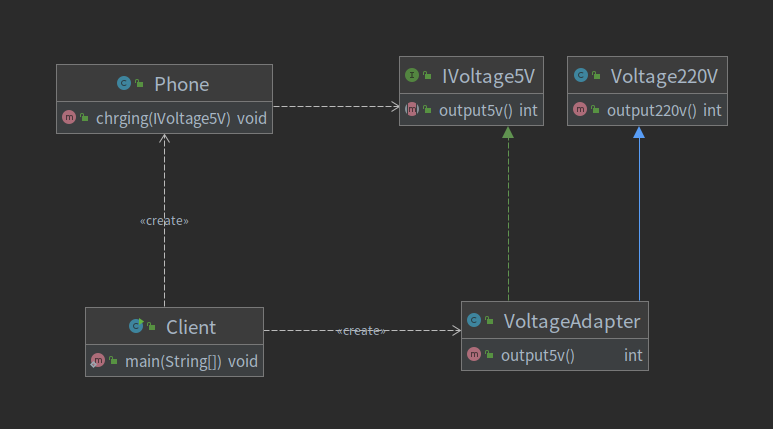 Phone
chrging(IVoltage5V) void
IVoltage5V
output5v() int
Voltage220V
output220v() int
«create»
Client
main(String[]) void
«create»
VoltageAdapter
output5v() int